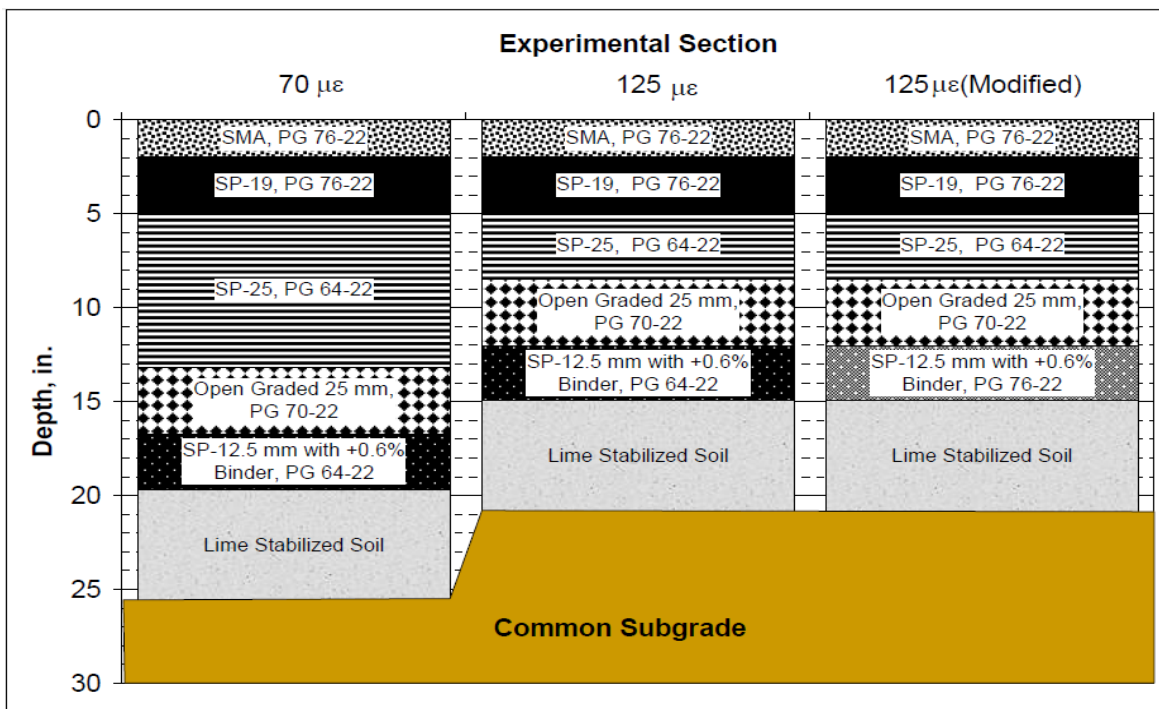 Experimental Section
70 με
125 με
125 με(Modified)
Depth, in.
0
5
10
15
20
25
30
SMA, PG 76-22
SP-19, PG 76-22
SP-25, PG 64-22
Open Graded 25 mm,
PG 70-22
SP-12.5 mm with +0.6%
Binder, PG 64-22
Lime Stabilized Soil
SMA, PG 76-22
SP-19, PG 76-22
SP-25, PG 64-22
Open Graded 25 mm,
PG 70-22
SP-12.5 mm with +0.6%
Binder, PG 64-22
Lime Stabilized Soil
SMA, PG 76-22
SP-19, PG 76-22
SP-25, PG 64-22
Open Graded 25 mm,
PG 70-22
SP-12.5 mm with +0.6%
Binder, PG 76-22
Lime Stabilized Soil
Common Subgrade